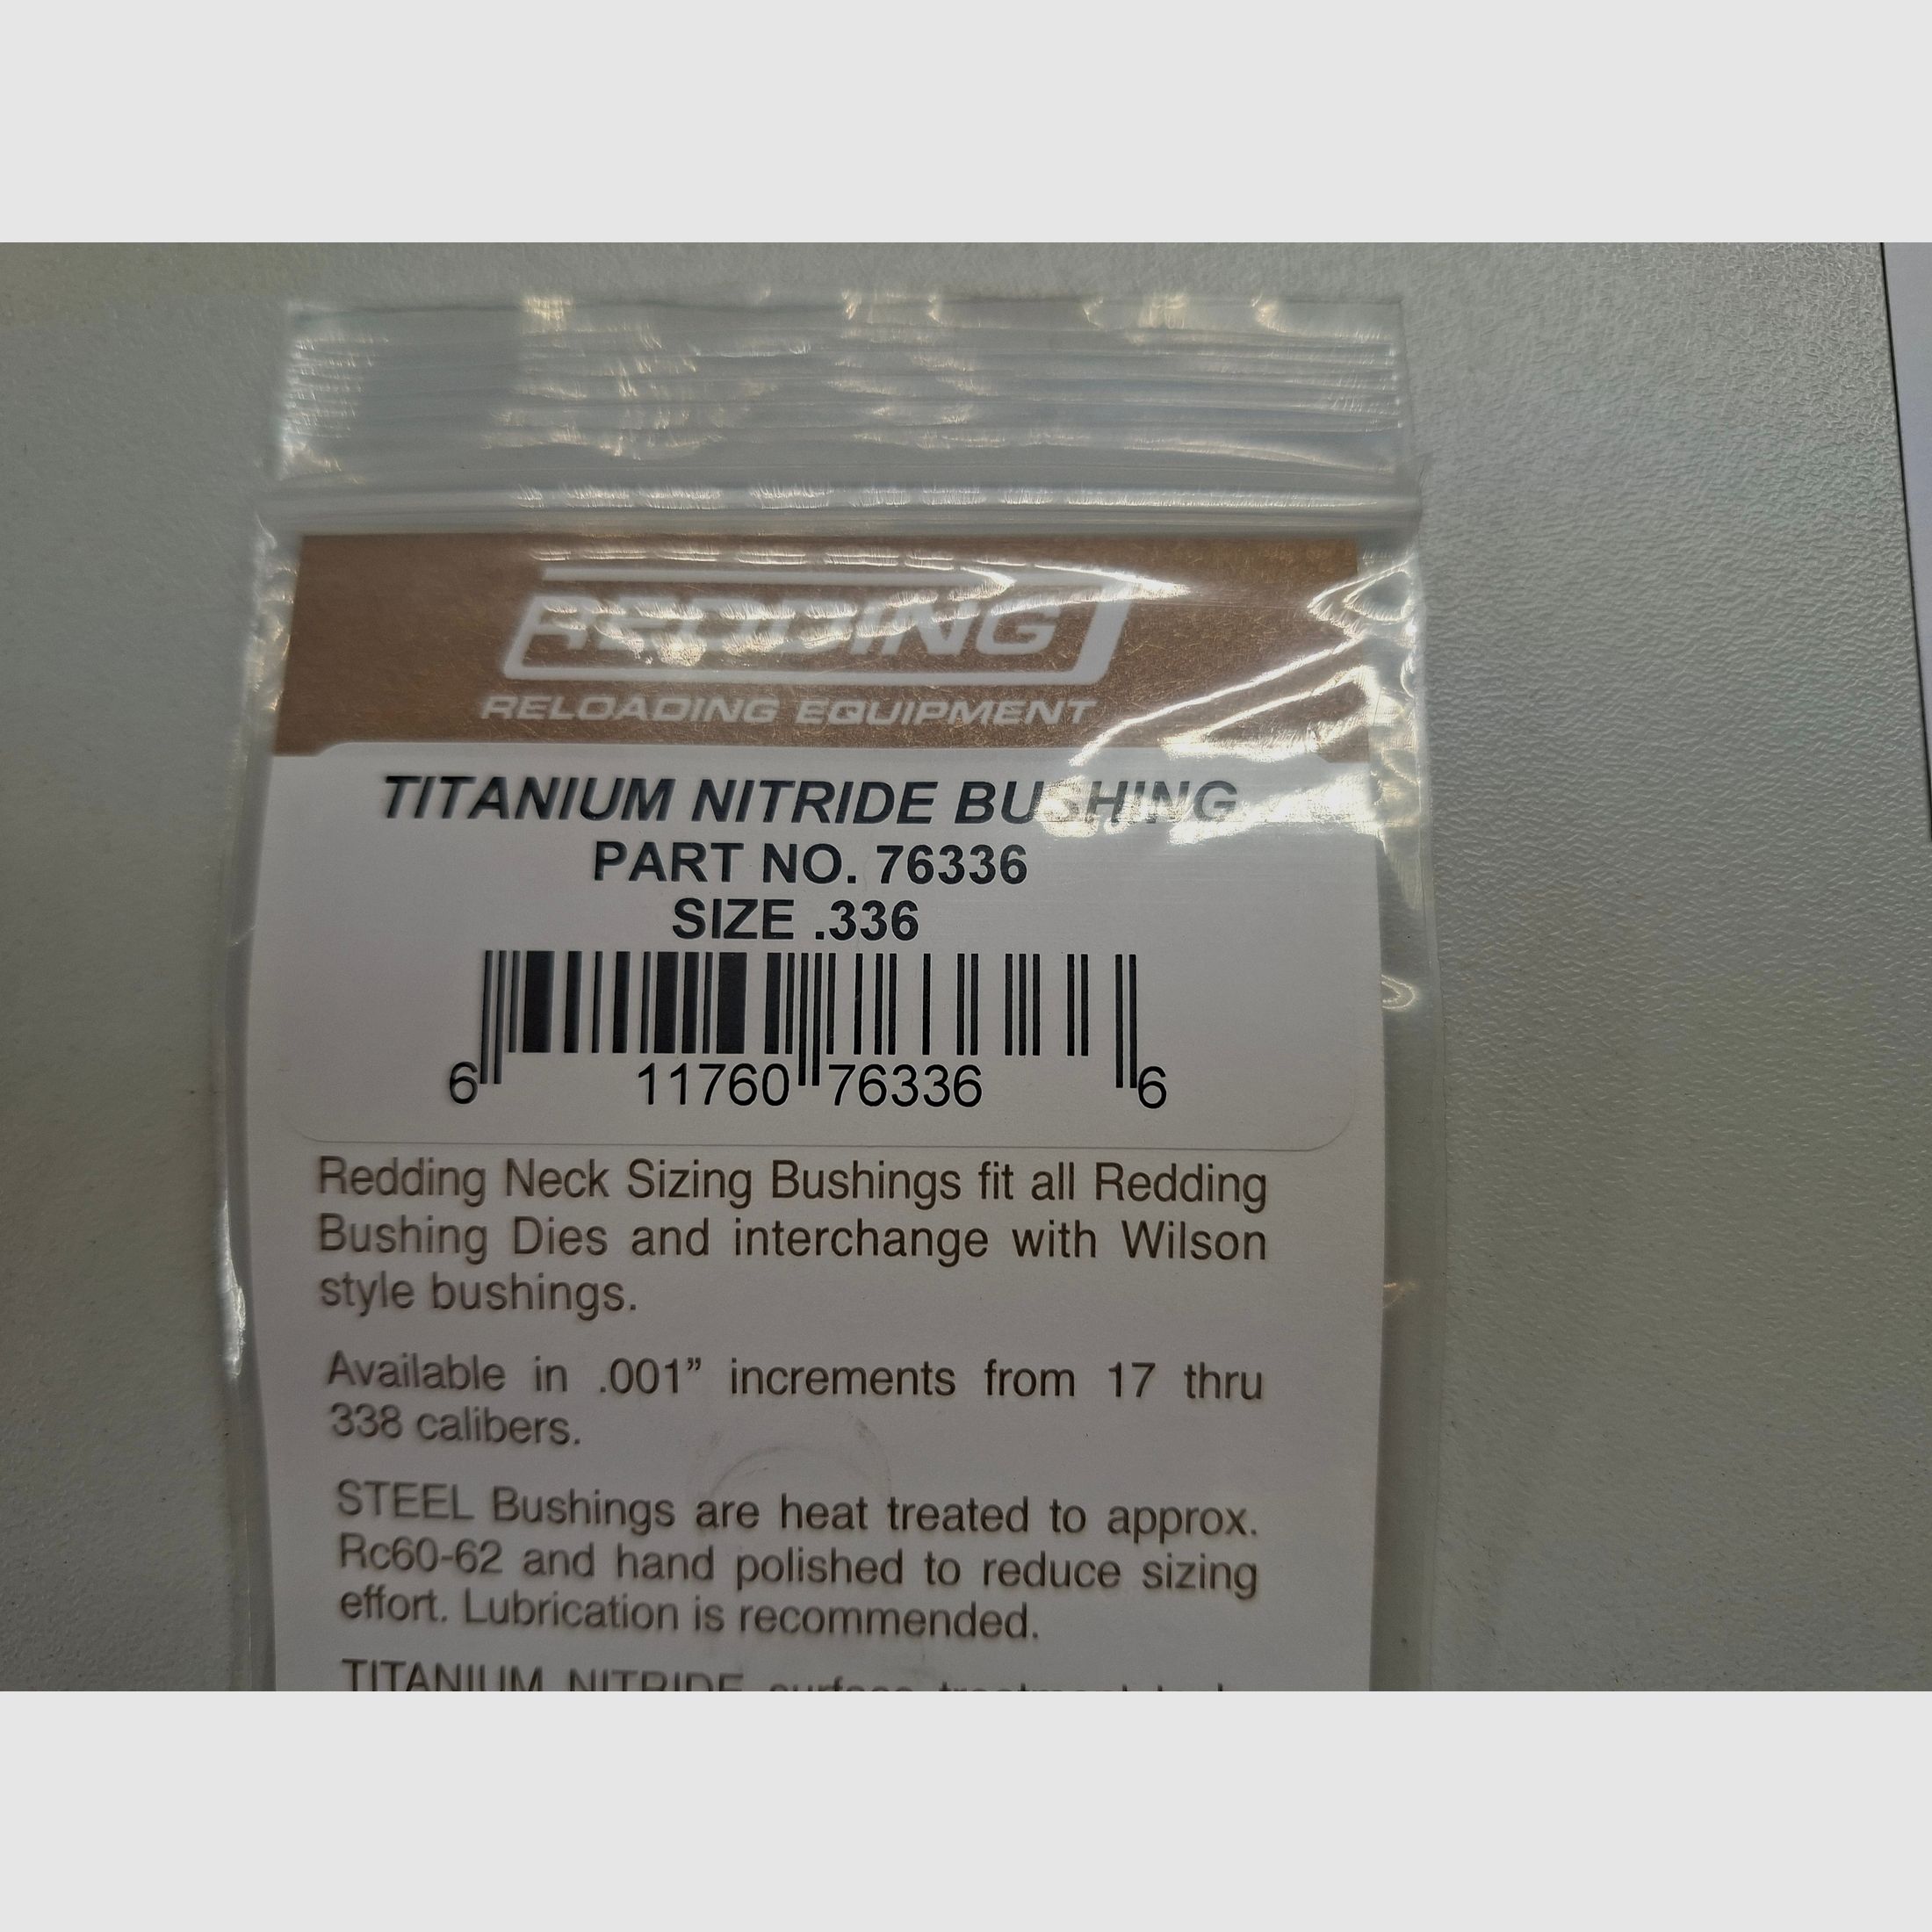 REDDING
RELOADING EQUIPMENT
TITANIUM NITRIDE BUSHING
PART NO. 76336
SIZE .336
6 11760 76336 6
Redding Neck Sizing Bushings fit all Redding
Bushing Dies and interchange with Wilson
style bushings.
Available in .001” increments from 17 thru
338 calibers.
STEEL Bushings are heat treated to approx.
Rc60-62 and hand polished to reduce sizing
effort. Lubrication is recommended.
TITANIUM NITRIDE surface